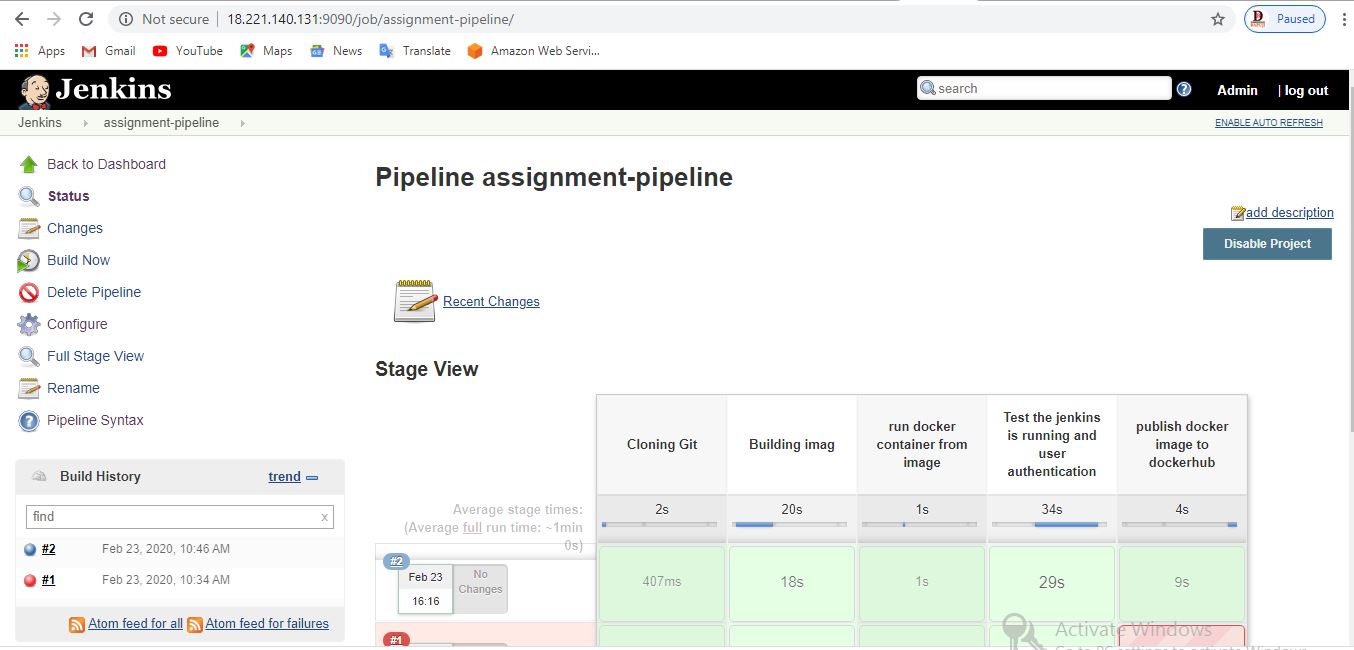 Not secure | 18.221.140.131:9090/job/assignment-pipeline/
Paused
Apps Gmail YouTube Maps News Translate Amazon Web Servi...
Jenkins
search
Admin | log out
Jenkins assignment-pipeline
ENABLE AUTO REFRESH
Back to Dashboard
Status
Changes
Build Now
Delete Pipeline
Configure
Full Stage View
Rename
Pipeline Syntax
Build History trend
find x
#2 Feb 23, 2020, 10:46 AM
#1 Feb 23, 2020, 10:34 AM
Atom feed for all Atom feed for failures
Pipeline assignment-pipeline
add description
Disable Project
Recent Changes
Stage View
Cloning Git
Building imag
run docker
container from
image
Test the jenkins
is running and
user
authentication
publish docker
image to
dockerhub
Average stage times:
(Average full run time: ~1min
0s)
2s 20s 1s 34s 4s
#2
Feb 23
16:16
No
Changes
407ms 18s 1s 29s 9s
#1
Activate Windows